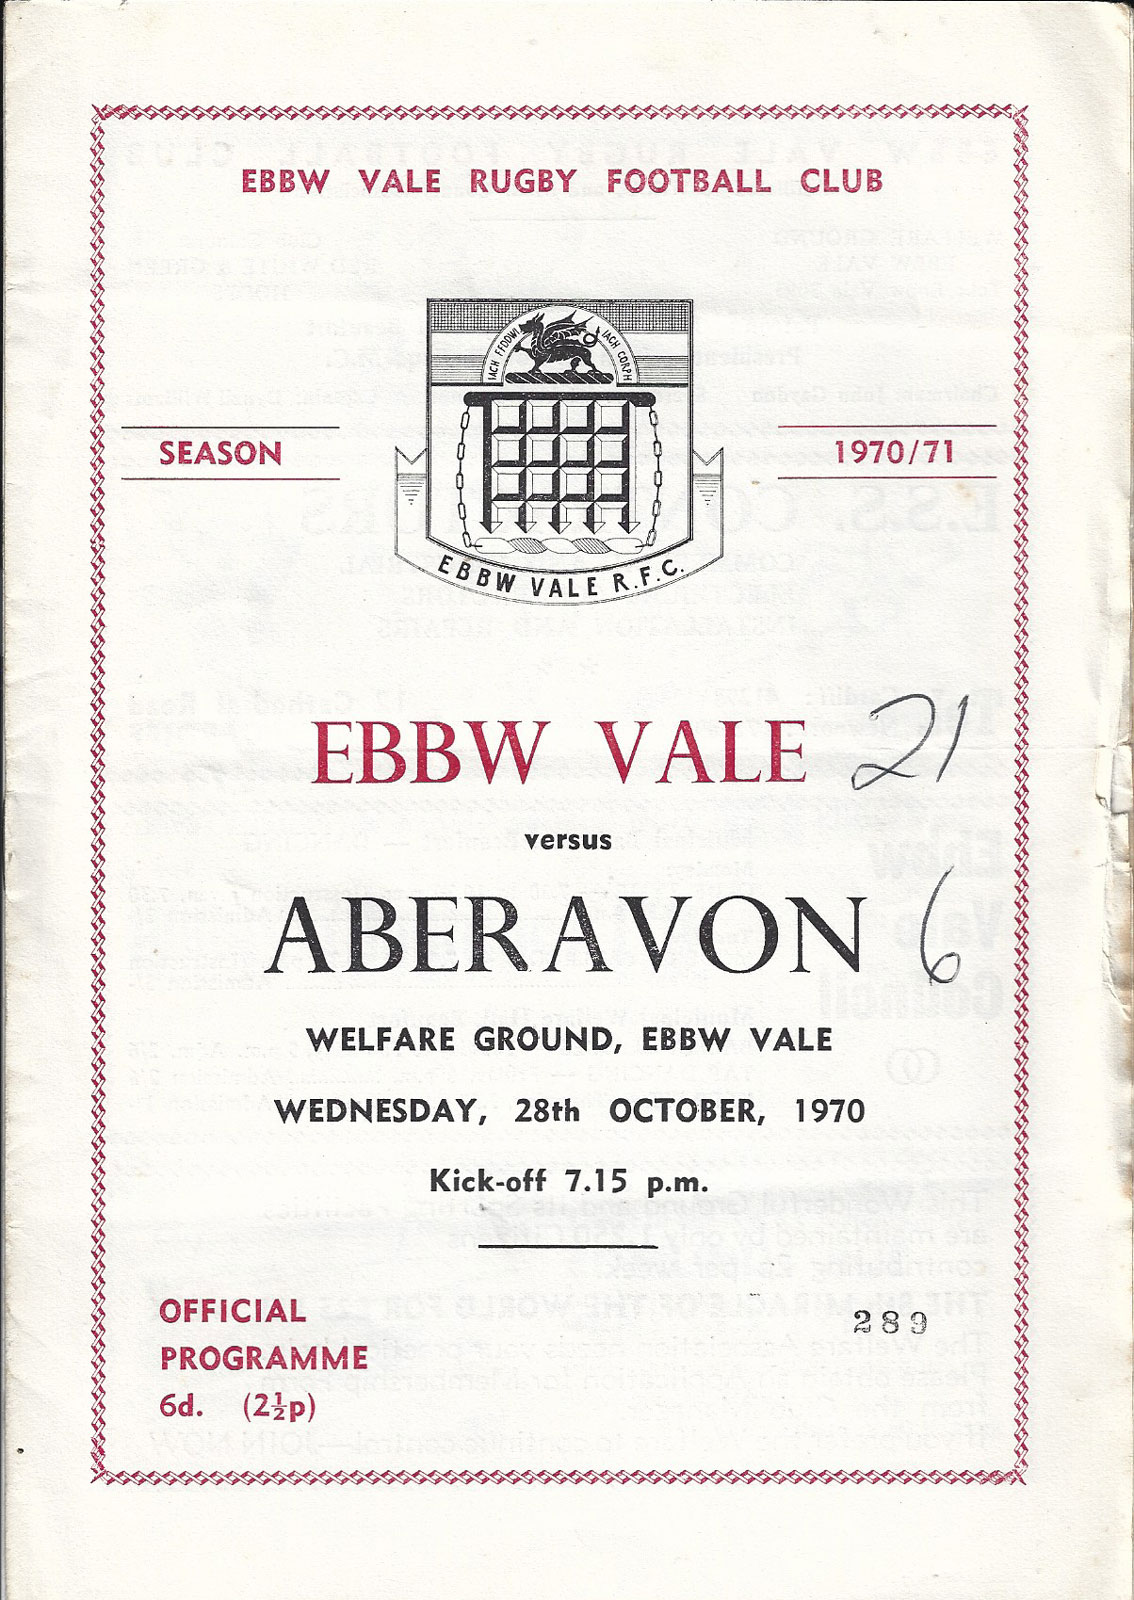 EBBW VALE RUGBY FOOTBALL CLUB
IACH FFDDWI IACH CORPH
SEASON
1970/71
EBBW VALE R.F.C.
EBBW VALE 21
versus
ABERAVON 6
WELFARE GROUND, EBBW VALE
WEDNESDAY, 28th OCTOBER, 1970
Kick-off 7.15 p.m.
OFFICIAL
PROGRAMME
6d. (2½p)
289